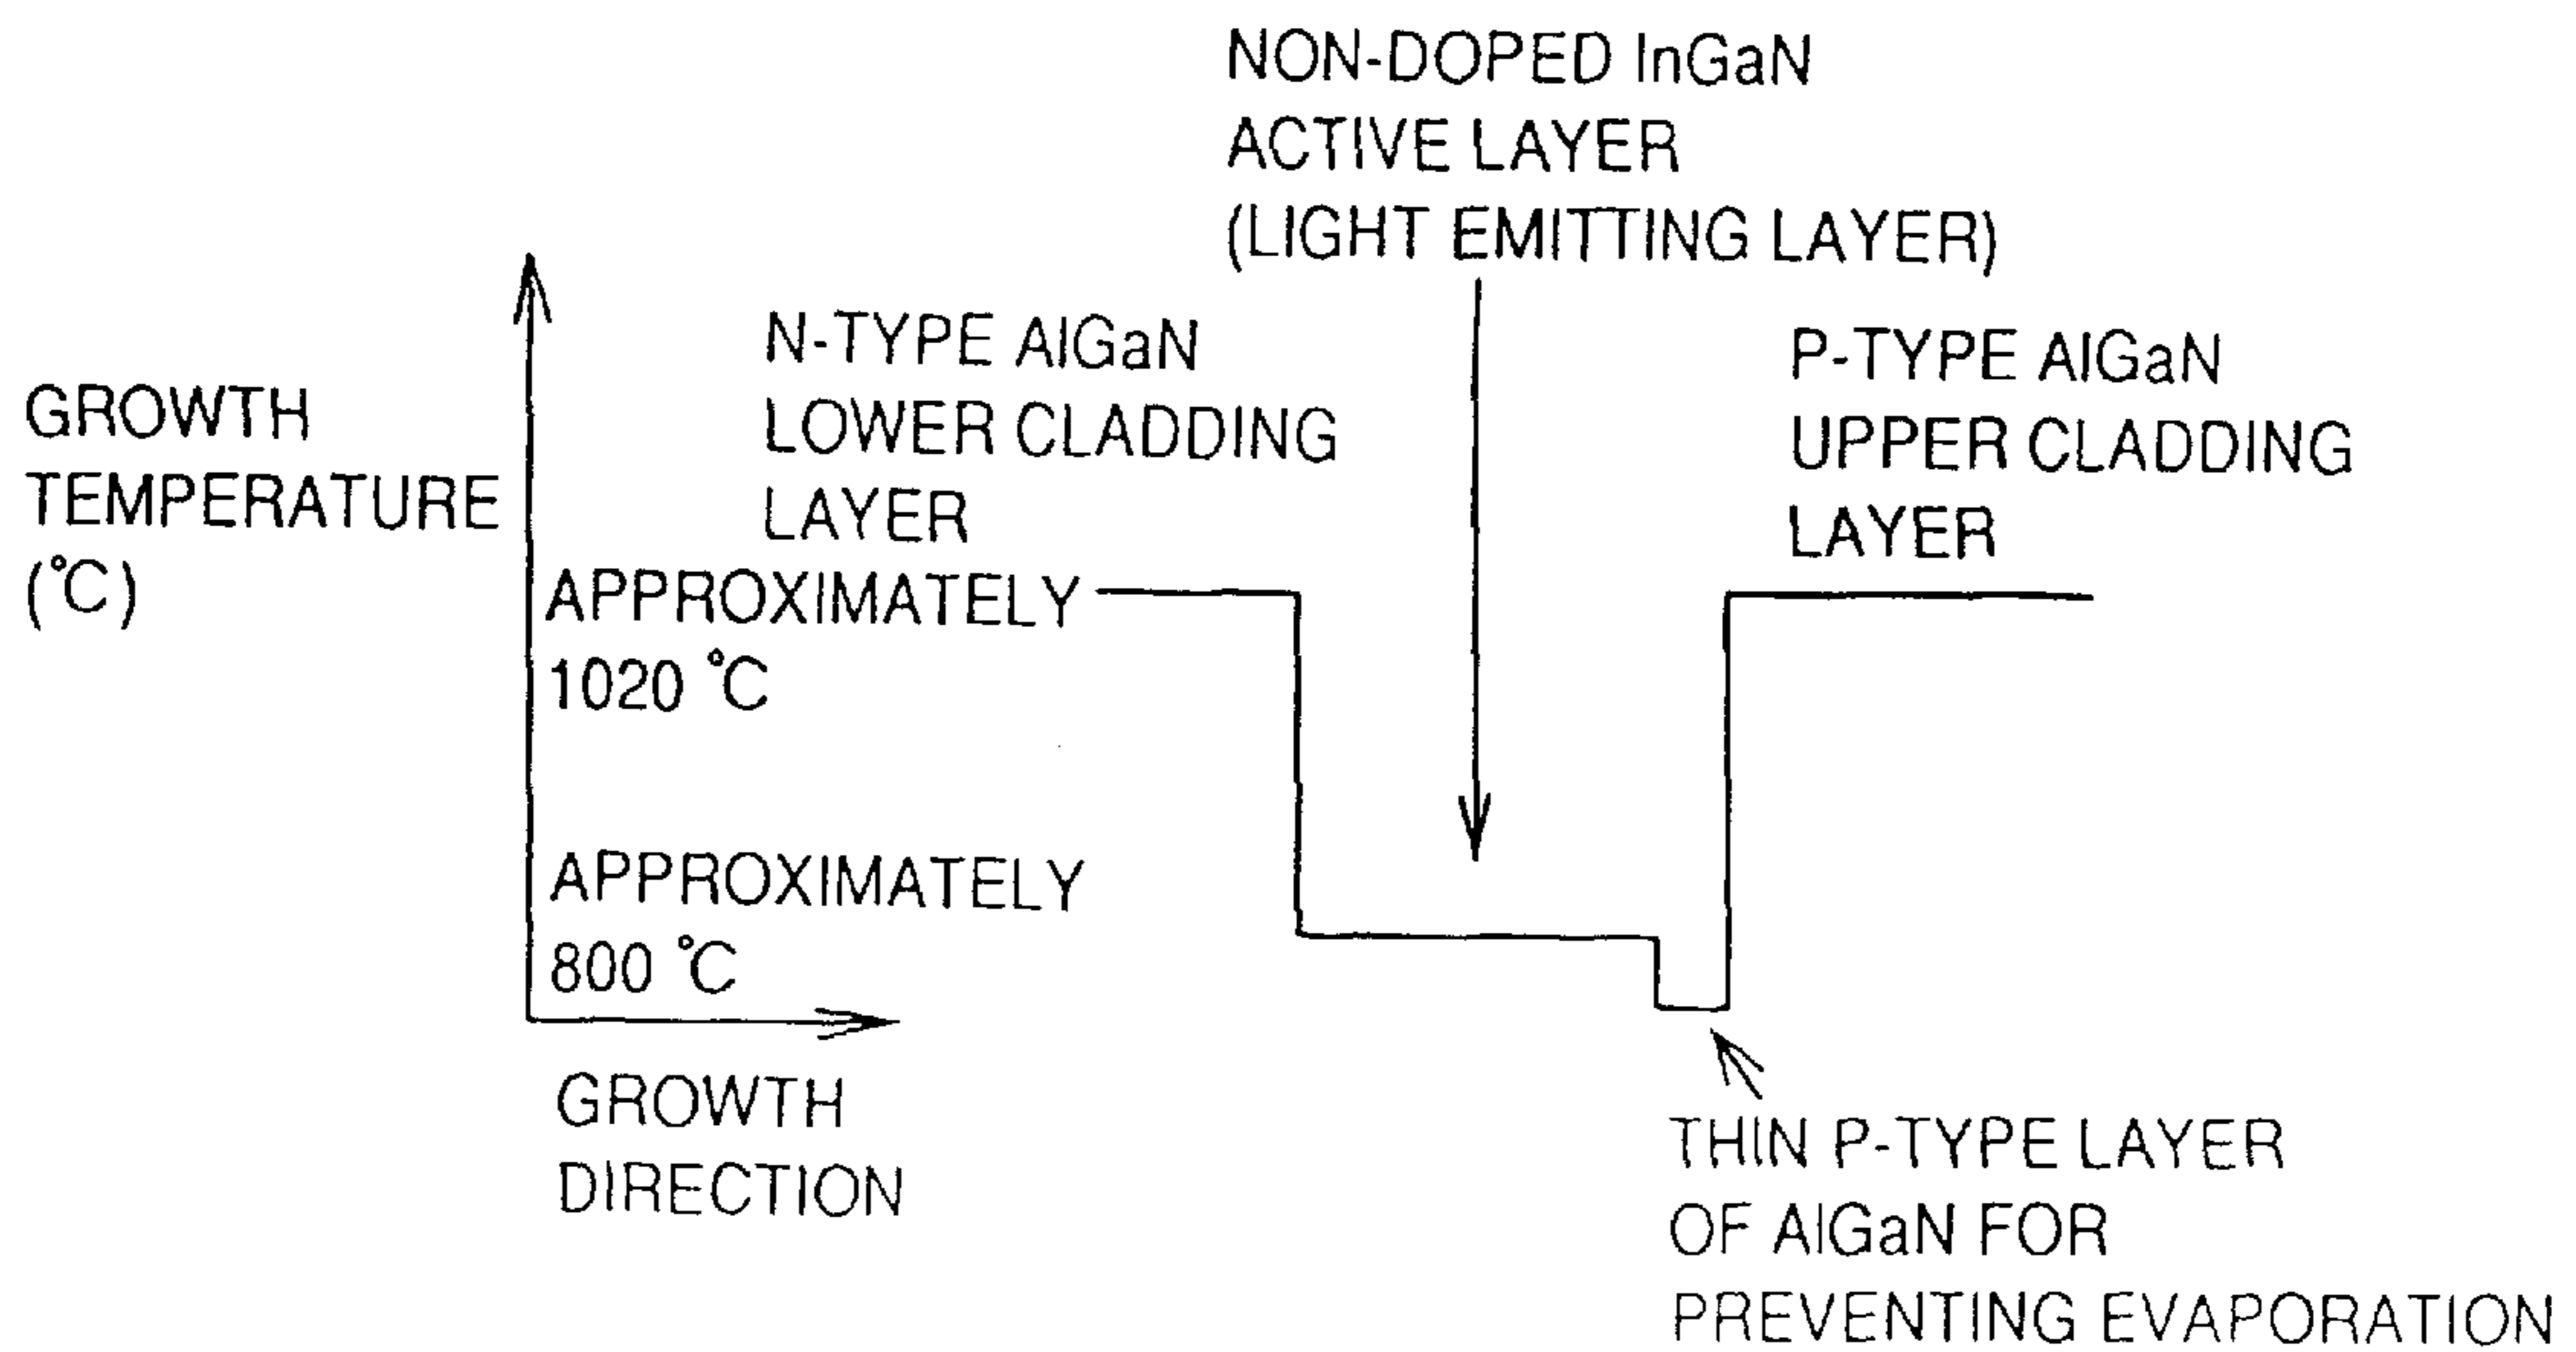 NON-DOPED InGaN
ACTIVE LAYER
(LIGHT EMITTING LAYER)
N-TYPE AlGaN
LOWER CLADDING
LAYER
P-TYPE AlGaN
UPPER CLADDING
LAYER
GROWTH
TEMPERATURE
(℃)
APPROXIMATELY
1020 ℃
APPROXIMATELY
800 ℃
GROWTH
DIRECTION
THIN P-TYPE LAYER
OF AlGaN FOR
PREVENTING EVAPORATION